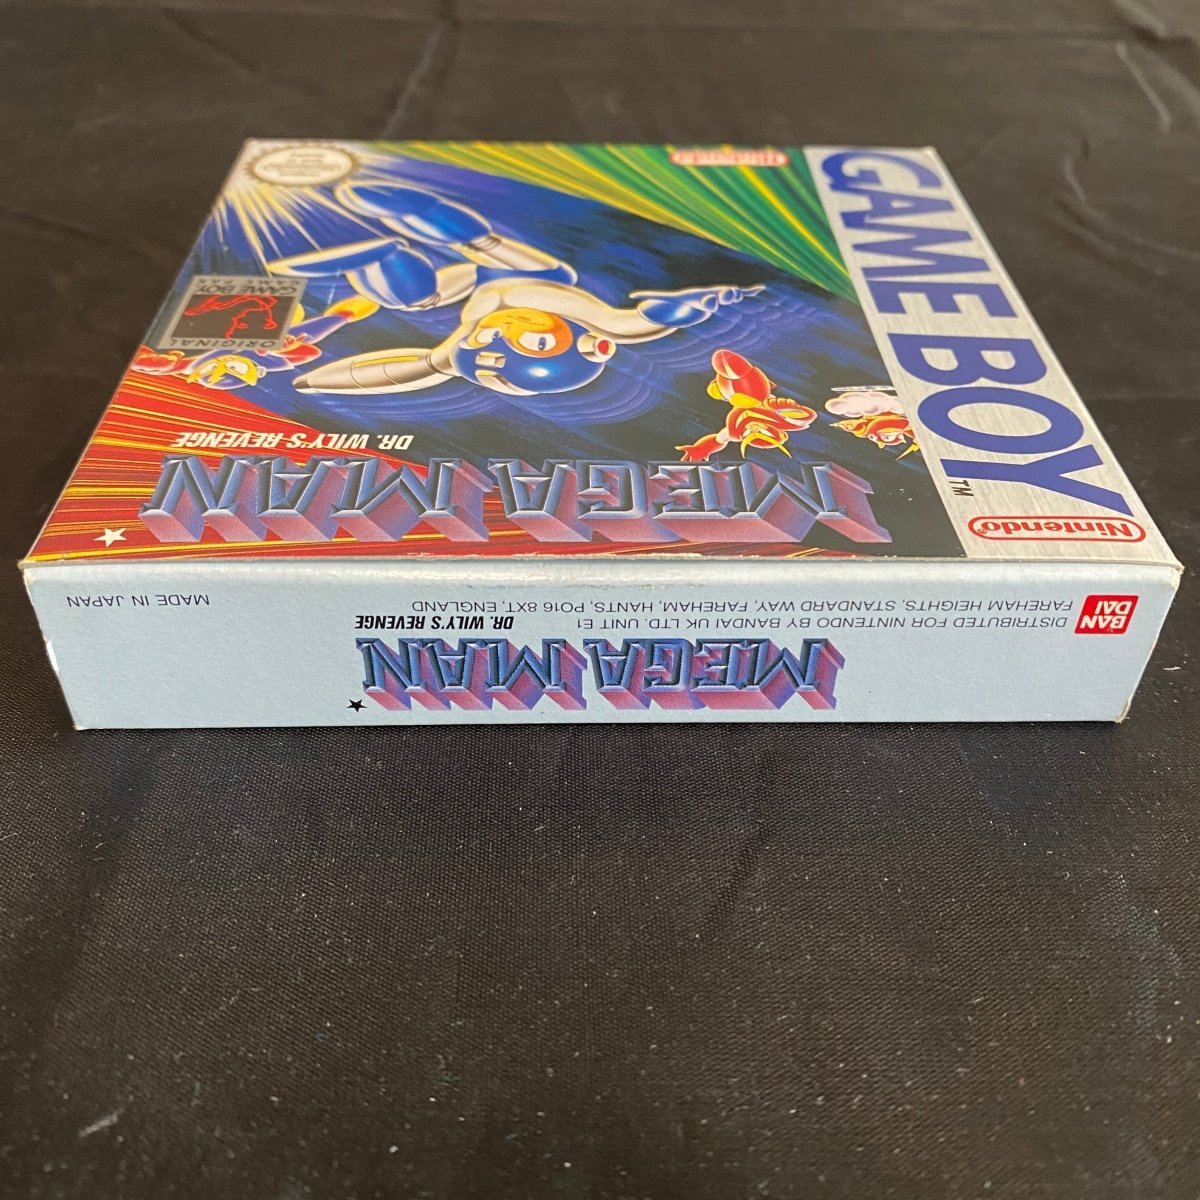 GAME BOY™
Nintendo®
Nintendo
ORIGINAL
GAME BOY
MEGA MAN
DR. WILY'S REVENGE
MEGA MAN
DR. WILY'S REVENGE
BAN
DAI
DISTRIBUTED FOR NINTENDO BY BANDAI UK LTD. UNIT E1
FAREHAM HEIGHTS, STANDARD WAY, FAREHAM, HANTS, PO16 8XT, ENGLAND
MADE IN JAPAN